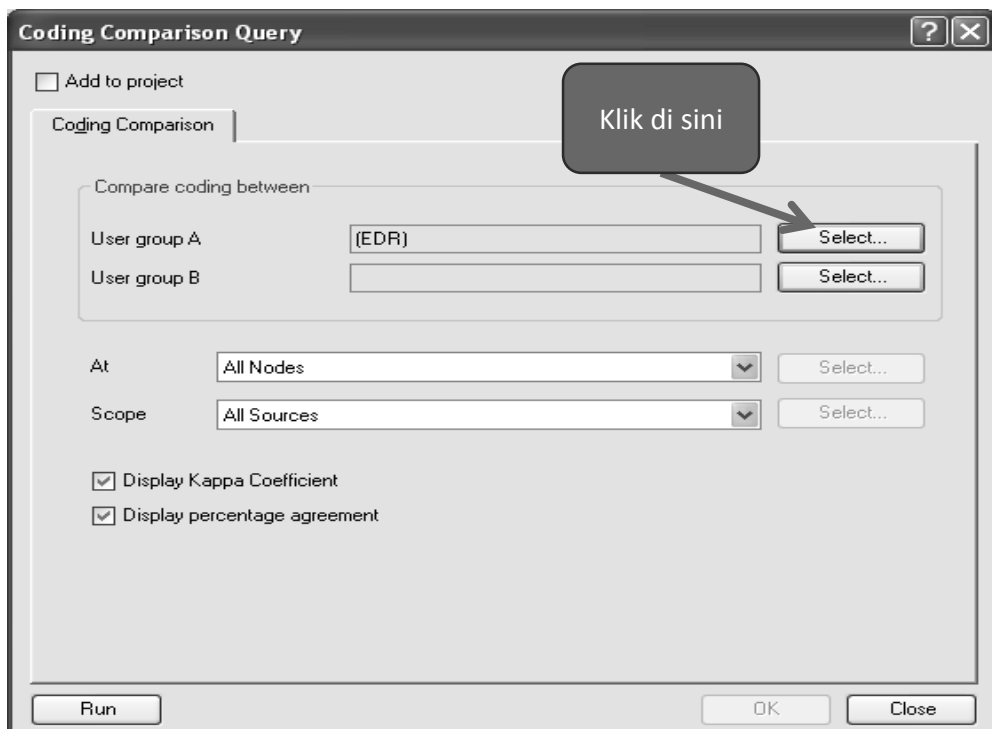 Coding Comparison Query
Add to project
Klik di sini
Coding Comparison
Compare coding between
User group A (EDR) Select...
User group B Select...
At All Nodes Select...
Scope All Sources Select...
Display Kappa Coefficient
Display percentage agreement
Run OK Close